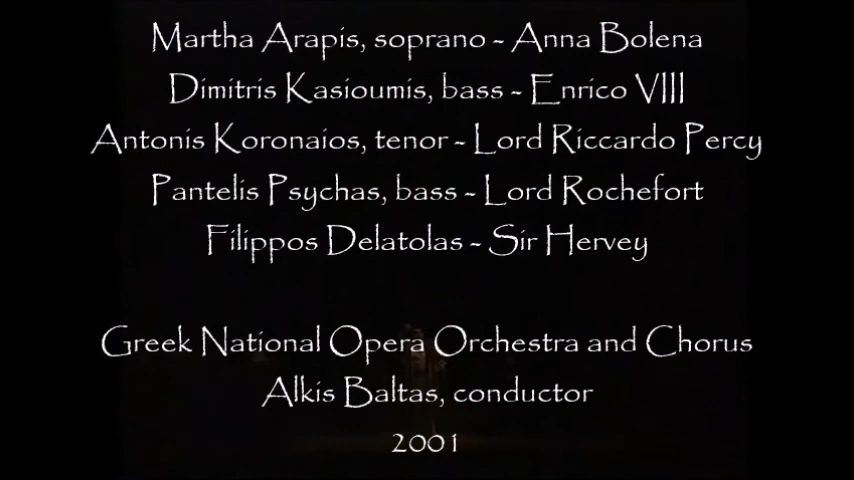 Martha Arapis, soprano - Anna Bolena
Dimitris Kasioumis, bass - Enrico VIII
Antonis Koronaios, tenor - Lord Riccardo Percy
Pantelis Psychas, bass - Lord Rochefort
Filippos Delatolas - Sir Hervey
Greek National Opera Orchestra and Chorus
Alkis Baltas, conductor
2001